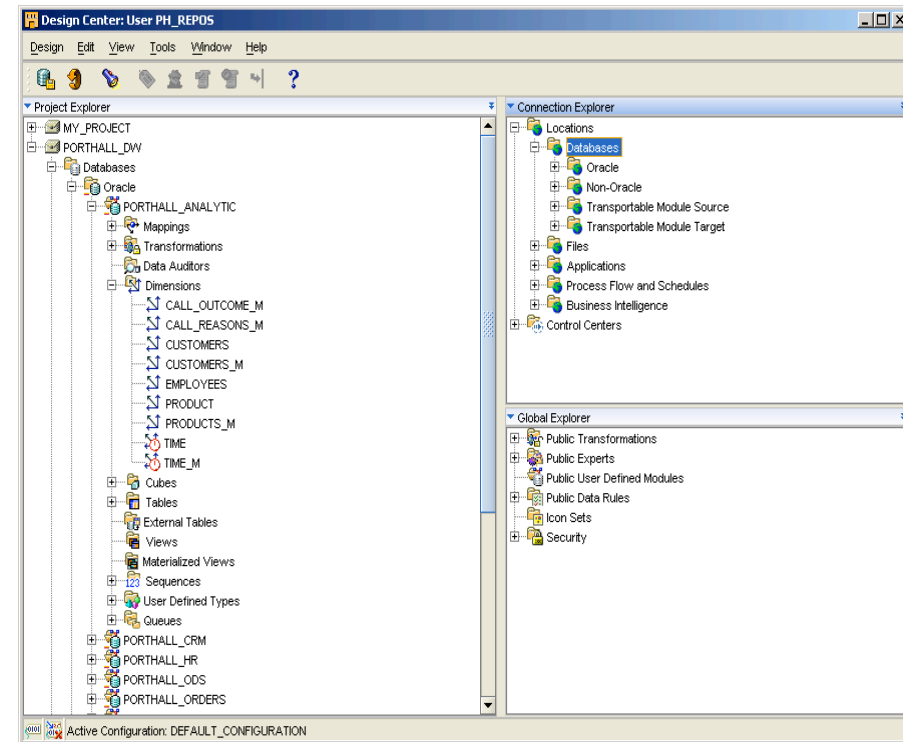 Design Center: User PH_REPOS
Design Edit View Tools Window Help
?
Project Explorer
MY_PROJECT
PORTHALL_DW
Databases
Oracle
PORTHALL_ANALYTIC
Mappings
Transformations
Data Auditors
Dimensions
CALL_OUTCOME_M
CALL_REASONS_M
CUSTOMERS
CUSTOMERS_M
EMPLOYEES
PRODUCT
PRODUCTS_M
TIME
TIME_M
Cubes
Tables
External Tables
Views
Materialized Views
123 Sequences
User Defined Types
Queues
PORTHALL_CRM
PORTHALL_HR
PORTHALL_ODS
PORTHALL_ORDERS
Connection Explorer
Locations
Databases
Oracle
Non-Oracle
Transportable Module Source
Transportable Module Target
Files
Applications
Process Flow and Schedules
Business Intelligence
Control Centers
Global Explorer
Public Transformations
Public Experts
Public User Defined Modules
Public Data Rules
Icon Sets
Security
Active Configuration: DEFAULT_CONFIGURATION